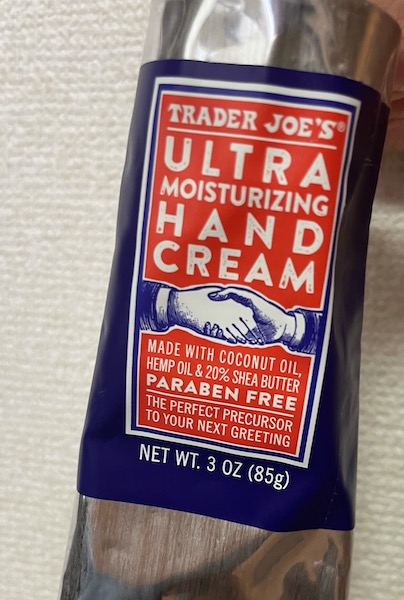 TRADER JOE'S®
ULTRA
MOISTURIZING
HAND
CREAM
MADE WITH COCONUT OIL,
HEMP OIL & 20% SHEA BUTTER
PARABEN FREE
THE PERFECT PRECURSOR
TO YOUR NEXT GREETING
NET WT. 3 OZ (85g)